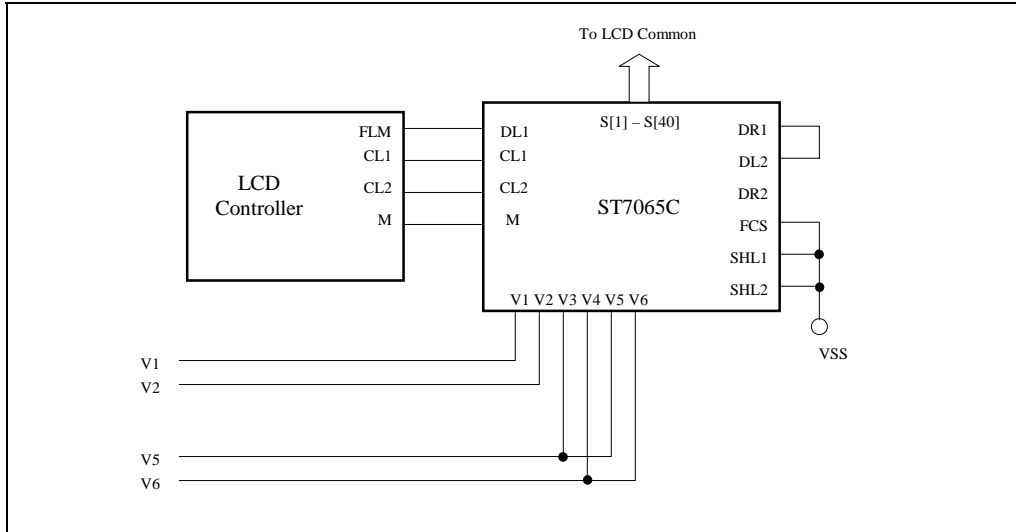 To LCD Common
S[1] – S[40]
FLM
CL1
CL2
M
LCD
Controller
DL1
CL1
CL2
M
ST7065C
DR1
DL2
DR2
FCS
SHL1
SHL2
V1 V2 V3 V4 V5 V6
VSS
V1
V2
V5
V6